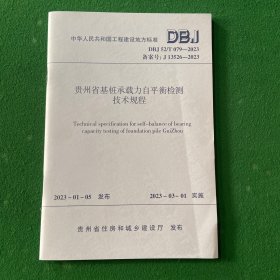 中华人民共和国工程建设地方标准 DBJ
DBJ 52/T 079—2023
备案号：J 13526—2023
贵州省基桩承载力自平衡检测
技术规程
Technical specification for self-balance of bearing
capacity testing of foundation pile GuiZhou
2023-01-05 发布 2023-03-01 实施
贵州省住房和城乡建设厅 发布